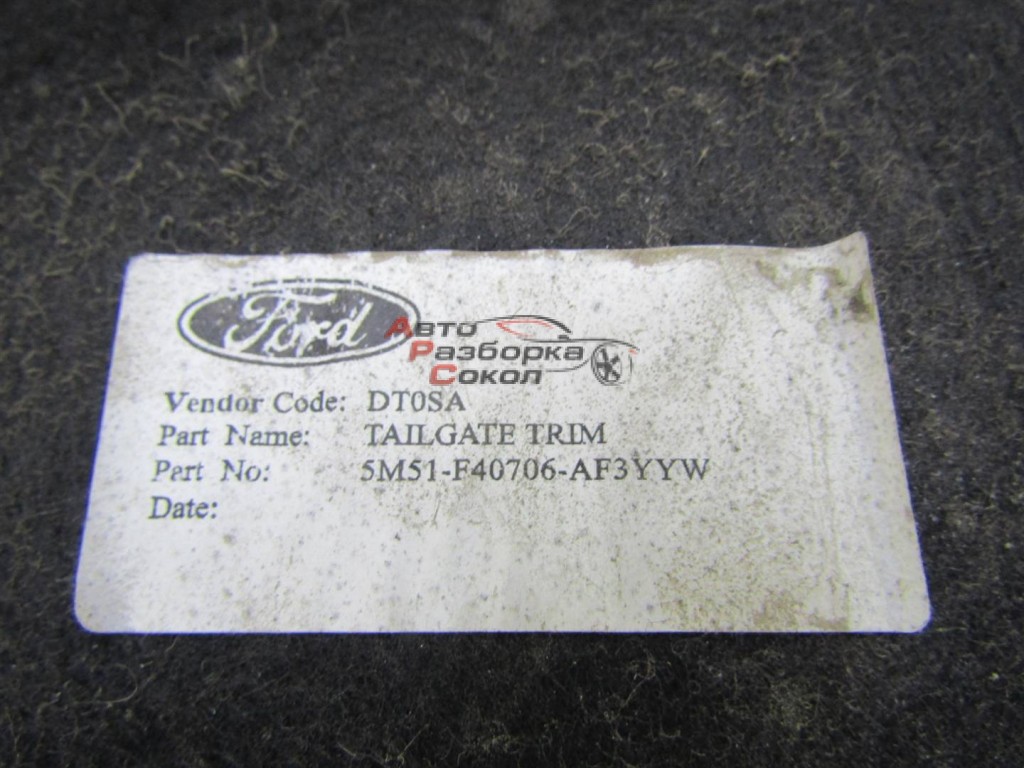 Ford
Авто
Разборка
Сокол
Vendor Code: DT0SA
Part Name: TAILGATE TRIM
Part No: 5M51-F40706-AF3YYW
Date: